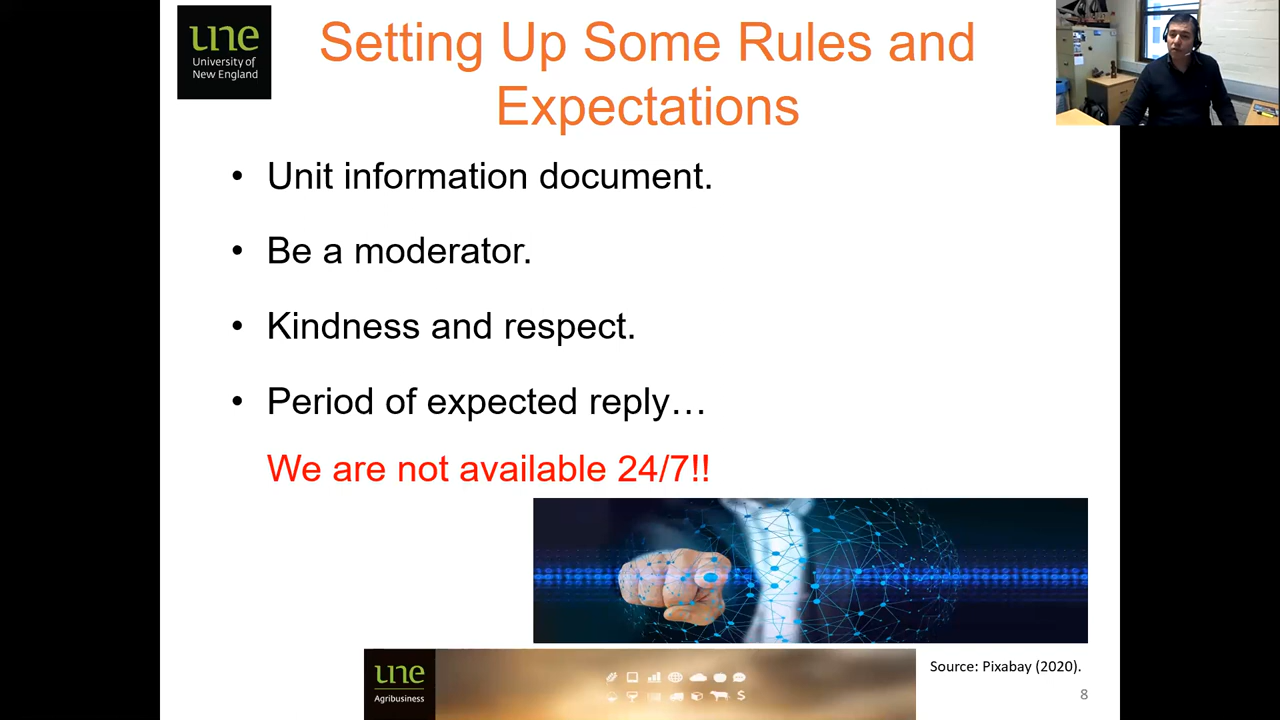 une
University of
New England
Setting Up Some Rules and
Expectations
• Unit information document.
• Be a moderator.
• Kindness and respect.
• Period of expected reply…
We are not available 24/7!!
une
Agribusiness
$
Source: Pixabay (2020).
8